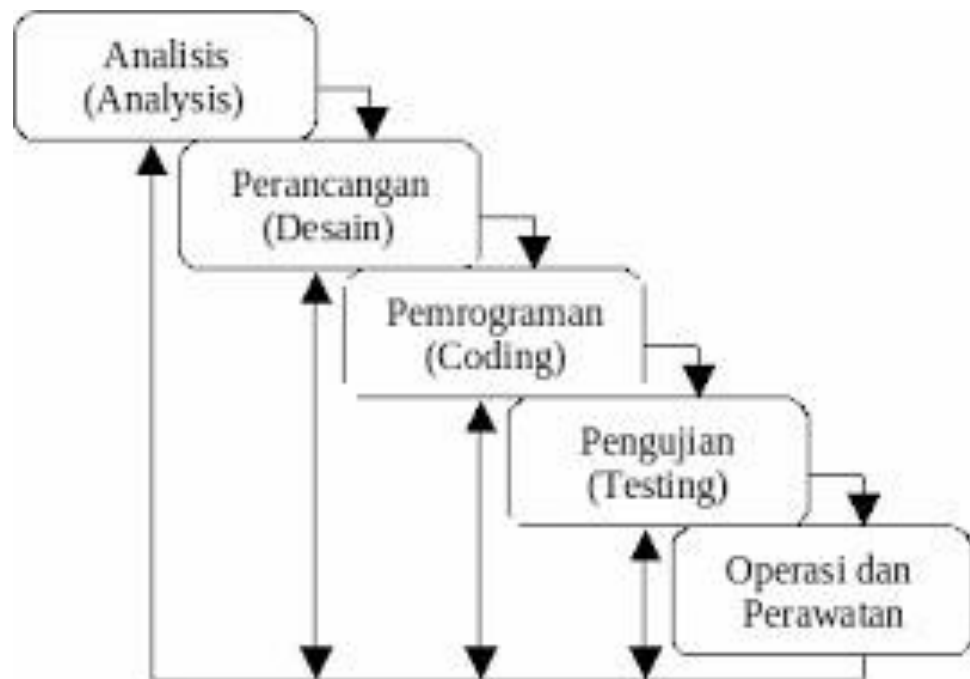 Analisis
(Analysis)
Perancangan
(Desain)
Pemrograman
(Coding)
Pengujian
(Testing)
Operasi dan
Perawatan